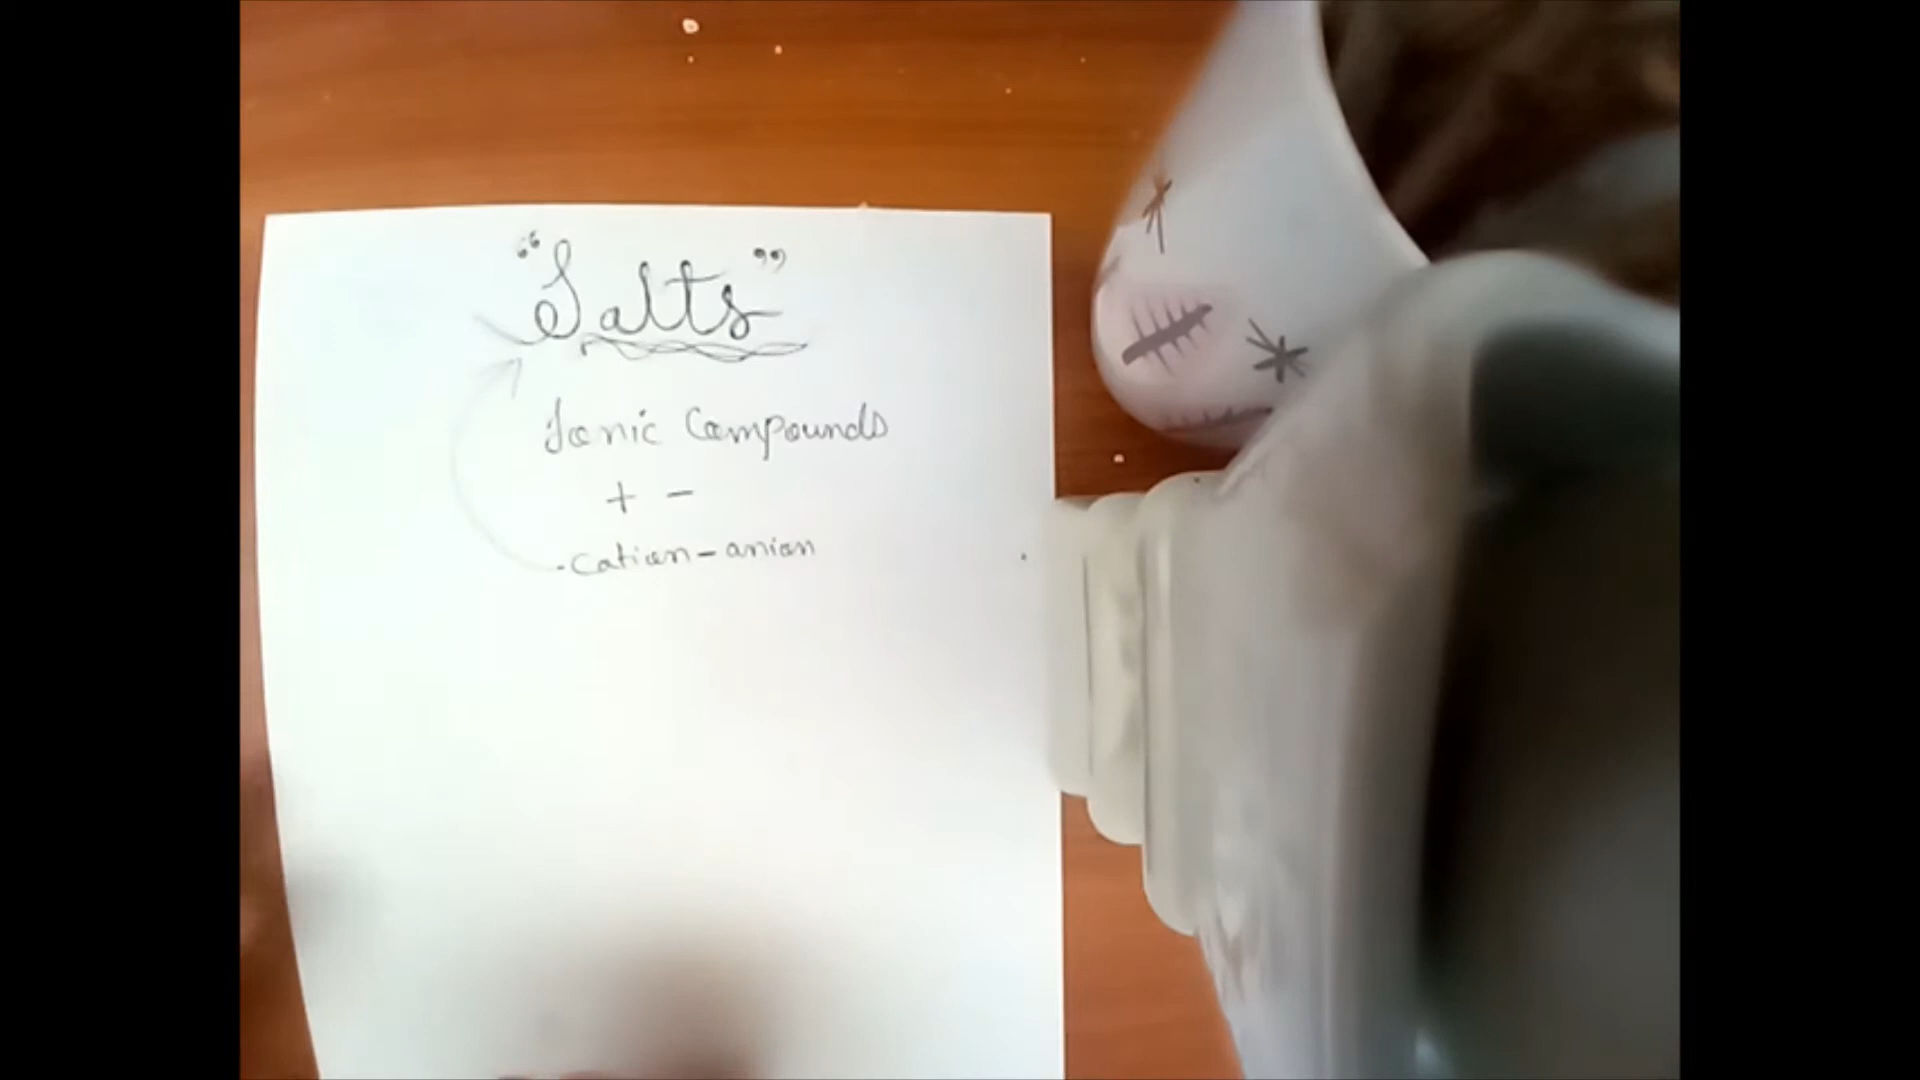 "Salts"
Ionic Compounds
+ -
. Cation - anion